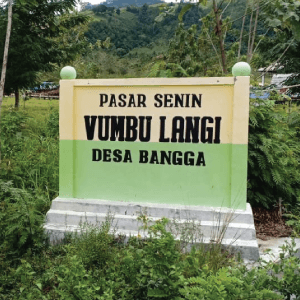 PASAR SENIN
VUMBU LANGI
DESA BANGGA